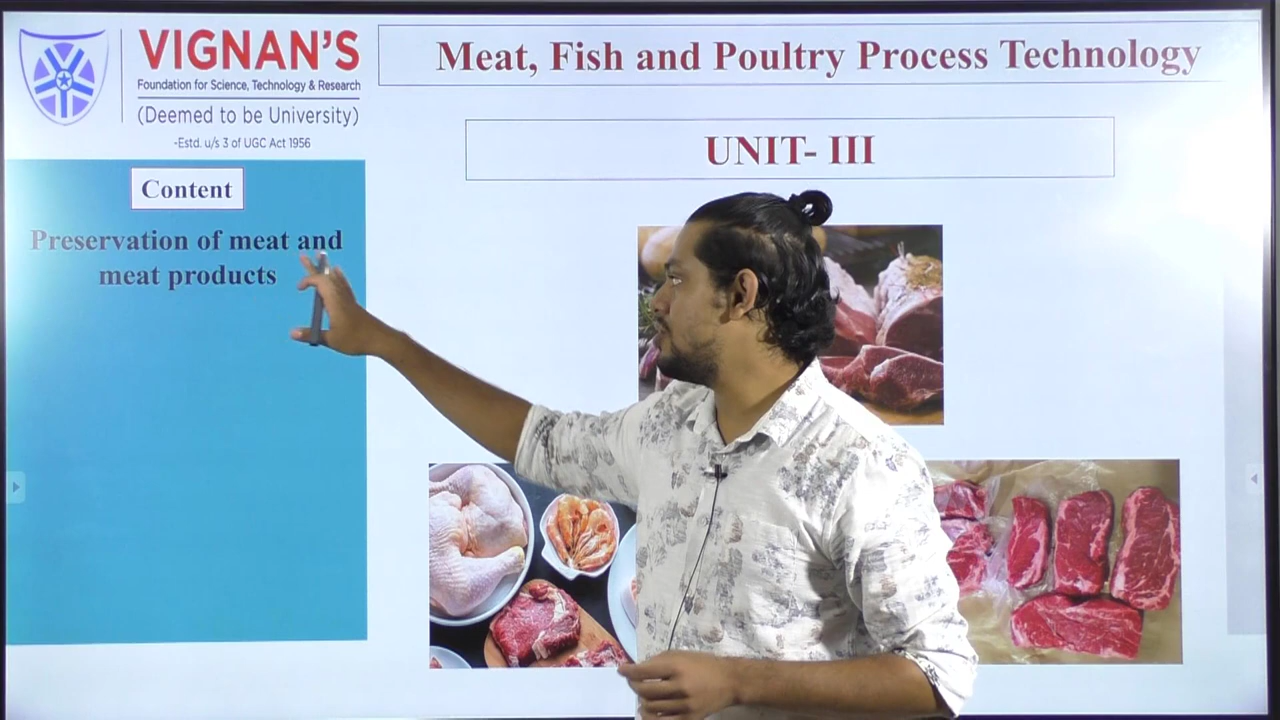 VIGNAN'S
Foundation for Science, Technology & Research
(Deemed to be University)
-Estd. u/s 3 of UGC Act 1956
Meat, Fish and Poultry Process Technology
UNIT- III
Content
Preservation of meat and
meat products